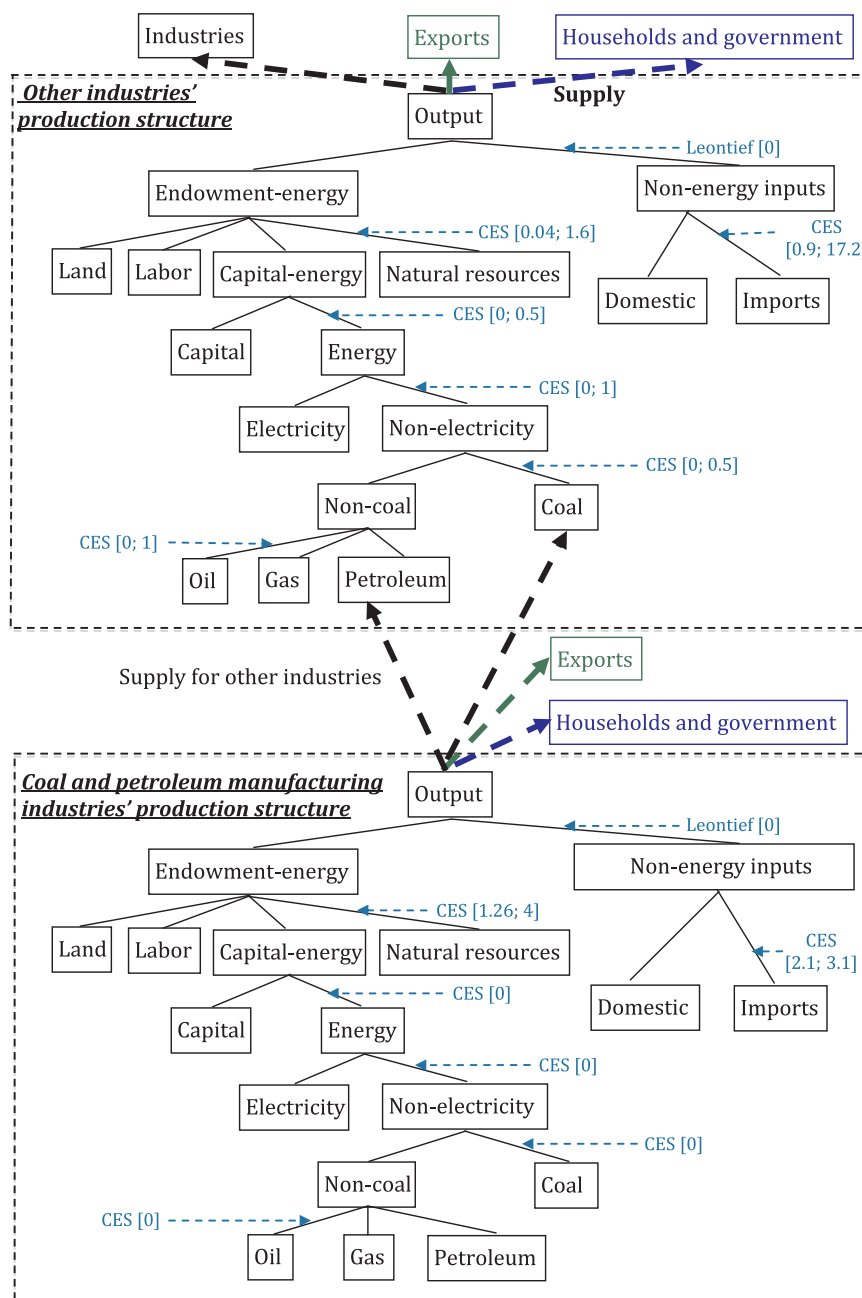 Industries
Exports
Households and government
Other industries'
production structure
Supply
Output
Leontief [0]
Endowment-energy
Non-energy inputs
CES [0.04; 1.6]
CES
[0.9; 17.2
Land
Labor
Capital-energy
Natural resources
Domestic
Imports
CES [0; 0.5]
Capital
Energy
CES [0; 1]
Electricity
Non-electricity
CES [0; 0.5]
Non-coal
Coal
CES [0; 1]
Oil
Gas
Petroleum
Supply for other industries
Exports
Households and government
Coal and petroleum manufacturing
industries' production structure
Output
Leontief [0]
Endowment-energy
Non-energy inputs
CES [1.26; 4]
Land
Labor
Capital-energy
Natural resources
CES
[2.1; 3.1]
CES [0]
Domestic
Imports
Capital
Energy
CES [0]
Electricity
Non-electricity
CES [0]
Non-coal
Coal
CES [0]
Oil
Gas
Petroleum